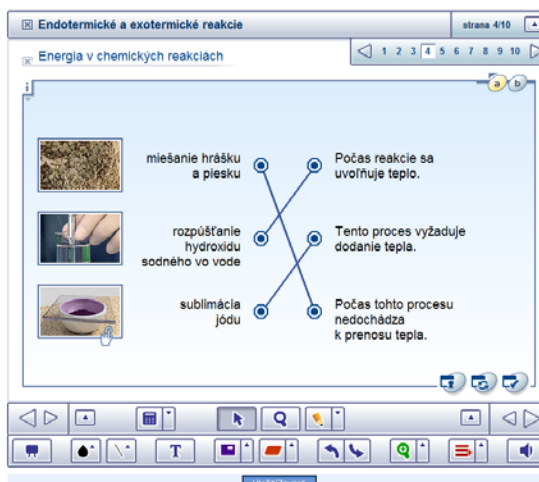 Endotermické a exotermické reakcie
strana 4/10
Energia v chemických reakciách
1 2 3 4 5 6 7 8 9 10
i
a b
miešanie hrášku
a piesku
Počas reakcie sa
uvoľňuje teplo.
rozpúšťanie
hydroxidu
sodného vo vode
Tento proces vyžaduje
dodanie tepla.
sublimácia
jódu
Počas tohto procesu
nedochádza
k prenosu tepla.
T